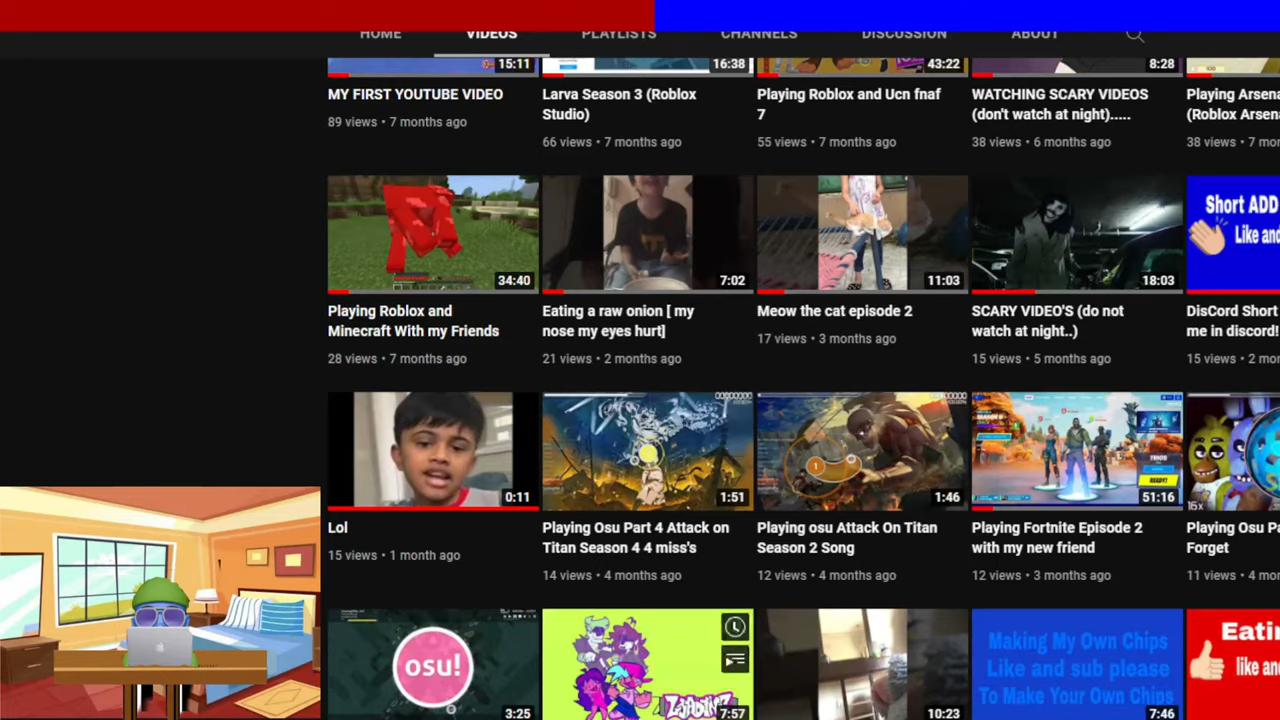 HOME VIDEOS PLAYLISTS CHANNELS DISCUSSION ABOUT
15:11 16:38 43:22 8:28
MY FIRST YOUTUBE VIDEO
89 views • 7 months ago
Larva Season 3 (Roblox
Studio)
66 views • 7 months ago
Playing Roblox and Ucn fnaf
7
55 views • 7 months ago
WATCHING SCARY VIDEOS
(don't watch at night).....
38 views • 6 months ago
Playing Arsena
(Roblox Arsena
38 views • 7 mon
34:40
Playing Roblox and
Minecraft With my Friends
28 views • 7 months ago
7:02
Eating a raw onion [ my
nose my eyes hurt]
21 views • 2 months ago
11:03
Meow the cat episode 2
17 views • 3 months ago
18:03
SCARY VIDEO'S (do not
watch at night..)
15 views • 5 months ago
Short ADD
Like and
DisCord Short
me in discord!
15 views • 2 mon
0:11
Lol
15 views • 1 month ago
1:51
Playing Osu Part 4 Attack on
Titan Season 4 4 miss's
14 views • 4 months ago
1
1:46
Playing osu Attack On Titan
Season 2 Song
12 views • 4 months ago
READY!
51:16
Playing Fortnite Episode 2
with my new friend
12 views • 3 months ago
16x
Playing Osu Pa
Forget
11 views • 4 mon
osu!
3:25
LOADING
7:57
10:23
Making My Own Chips
Like and sub please
To Make Your Own Chips
7:46
Eatin
like and